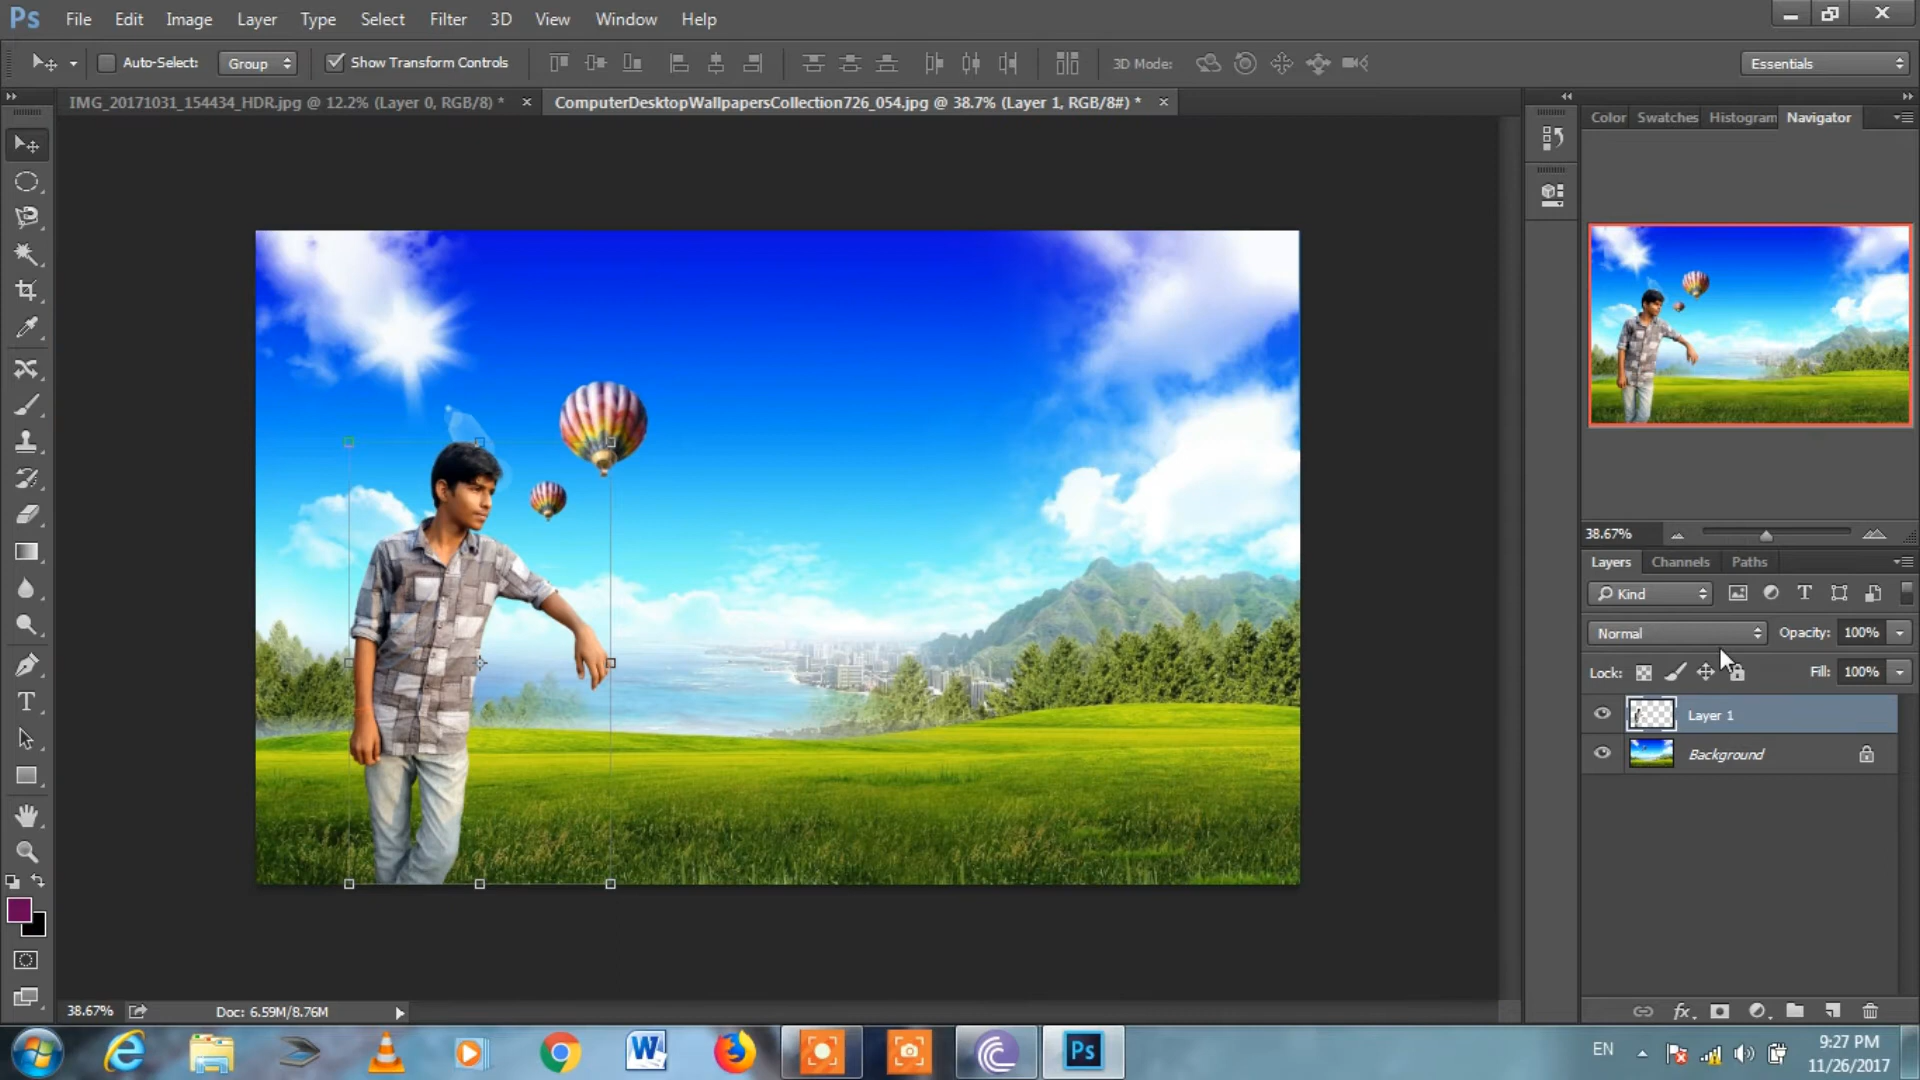 Ps File Edit Image Layer Type Select Filter 3D View Window Help
Auto-Select: Group Show Transform Controls 3D Mode: Essentials
IMG_20171031_154434_HDR.jpg @ 12.2% (Layer 0, RGB/8) * × ComputerDesktopWallpapersCollection726_054.jpg @ 38.7% (Layer 1, RGB/8#) * ×
Color Swatches Histogram Navigator
38.67%
Layers Channels Paths
Kind
Normal Opacity: 100%
Lock: Fill: 100%
Layer 1
Background
38.67% Doc: 6.59M/8.76M
EN 9:27 PM
11/26/2017